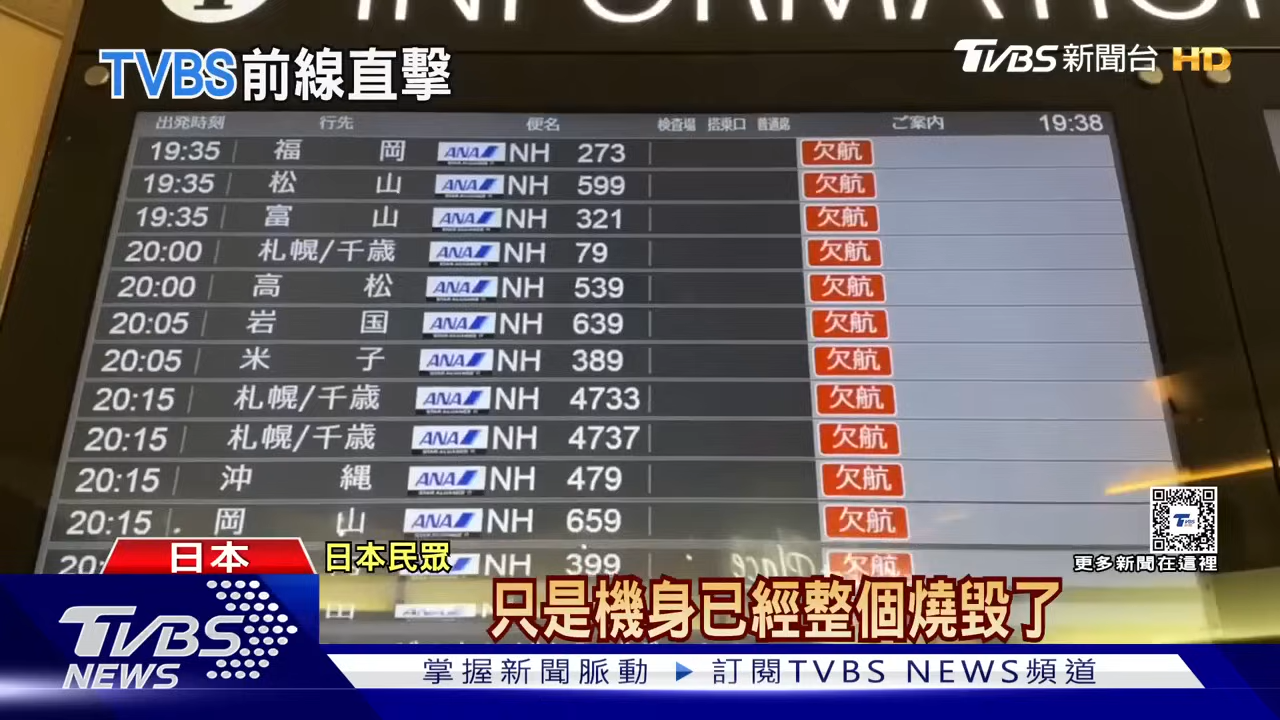 INFORMATION
TVBS前線直擊
TVBS新聞台 HD
出発時刻 行先 便名 検査場 搭乗口 普通席 ご案内 19:38
19:35 福岡 ANA NH 273 欠航
19:35 松山 ANA NH 599 欠航
19:35 富山 ANA NH 321 欠航
20:00 札幌/千歳 ANA NH 79 欠航
20:00 高松 ANA NH 539 欠航
20:05 岩国 ANA NH 639 欠航
20:05 米子 ANA NH 389 欠航
20:15 札幌/千歳 ANA NH 4733 欠航
20:15 札幌/千歳 ANA NH 4737 欠航
20:15 沖縄 ANA NH 479 欠航
20:15 岡山 ANA NH 659 欠航
NH 399 欠航
Place
更多新聞在這裡
日本 日本民眾
只是機身已經整個燒毀了
TVBS NEWS
掌握新聞脈動 ▶ 訂閱TVBS NEWS頻道